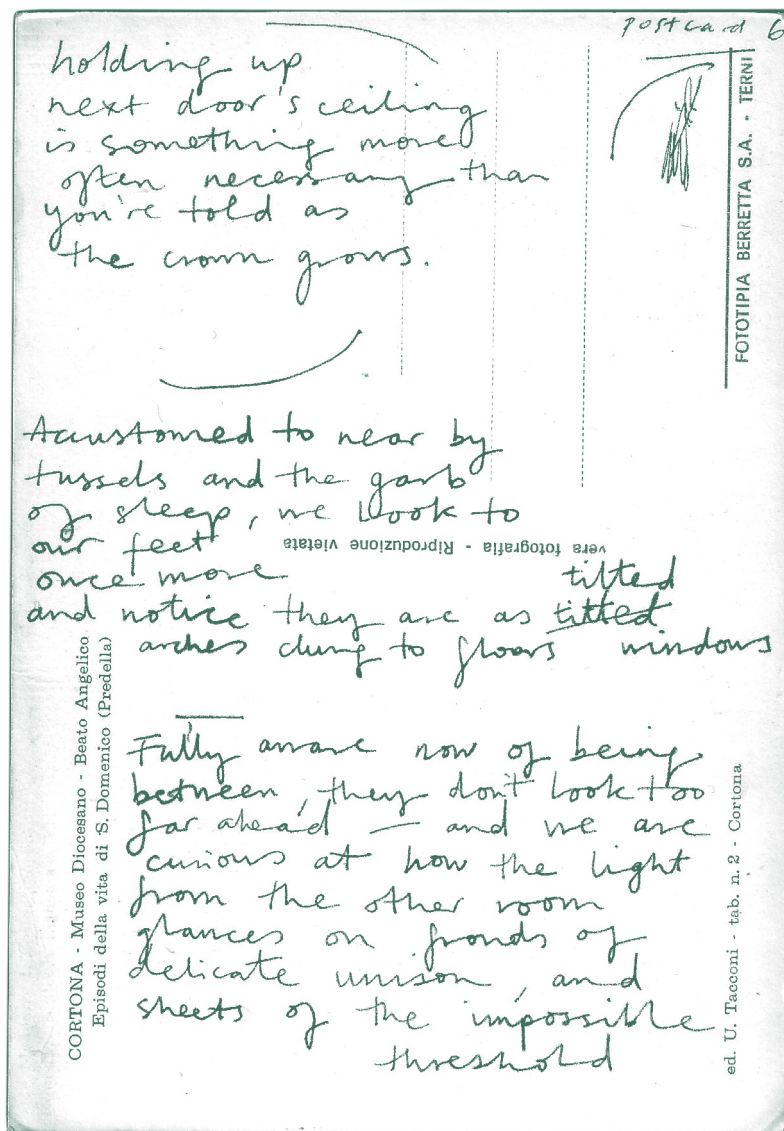 postcard 6
holding up
next door's ceiling
is something more
often necessary than
you're told as
the crown grows.
FOTOTIPIA BERRETTA S.A. - TERNI
Accustomed to near by
tussels and the garb
of sleep, we look to
our feet
vera fotografia - Riproduzione vietata
once more
tilted
and notice they are as titted
arches clung to floors windows
Fully aware now of being
between, they don't look too
far ahead — and we are
curious at how the light
from the other room
glances on fronds of
delicate unison, and
sheets of the impossible
threshold
CORTONA - Museo Diocesano - Beato Angelico
Episodi della vita di S. Domenico (Predella)
ed. U. Tacconi - tab. n. 2 - Cortona